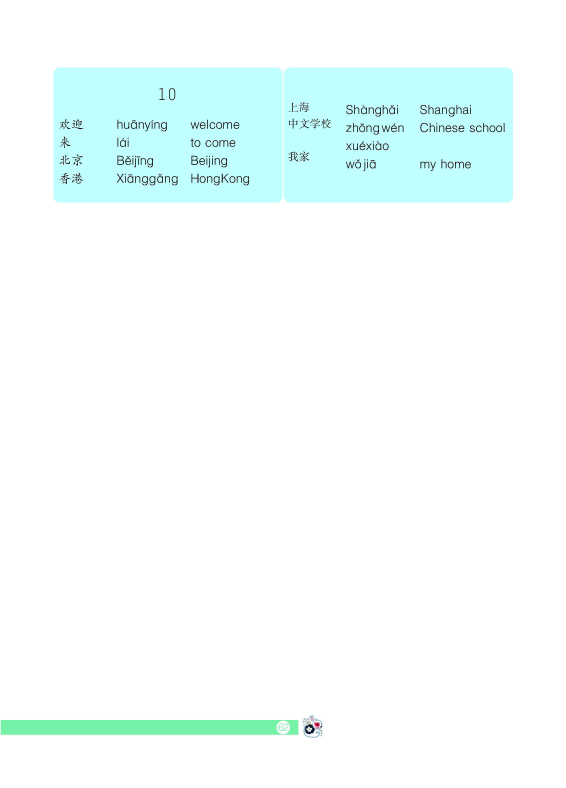 10
欢迎 huānyíng welcome
来 lái to come
北京 Běijīng Beijing
香港 Xiānggǎng HongKong
上海 Shànghǎi Shanghai
中文学校 zhōngwén Chinese school
xuéxiào
我家 wǒ jiā my home